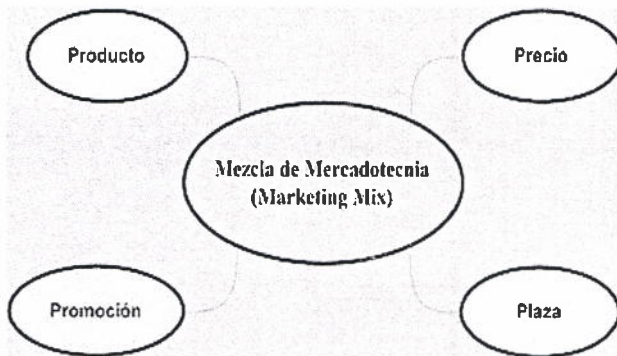 Producto
Precio
Mezcla de Mercadotecnia
(Marketing Mix)
Promoción
Plaza